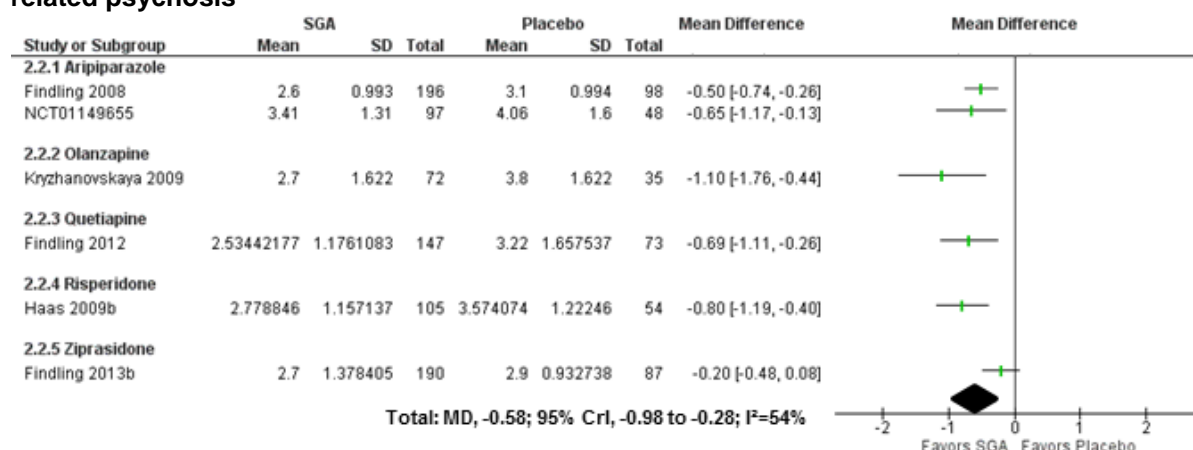 related psychosis
SGA Placebo Mean Difference Mean Difference
Study or Subgroup Mean SD Total Mean SD Total
2.2.1 Aripiparazole
Findling 2008 2.6 0.993 196 3.1 0.994 98 -0.50 [-0.74, -0.26]
NCT01149655 3.41 1.31 97 4.06 1.6 48 -0.65 [-1.17, -0.13]
2.2.2 Olanzapine
Kryzhanovskaya 2009 2.7 1.622 72 3.8 1.622 35 -1.10 [-1.76, -0.44]
2.2.3 Quetiapine
Findling 2012 2.53442177 1.1761083 147 3.22 1.657537 73 -0.69 [-1.11, -0.26]
2.2.4 Risperidone
Haas 2009b 2.778846 1.157137 105 3.574074 1.22246 54 -0.80 [-1.19, -0.40]
2.2.5 Ziprasidone
Findling 2013b 2.7 1.378405 190 2.9 0.932738 87 -0.20 [-0.48, 0.08]
Total: MD, -0.58; 95% CrI, -0.98 to -0.28; I²=54%
-2 -1 0 1 2
Favors SGA Favors Placebo